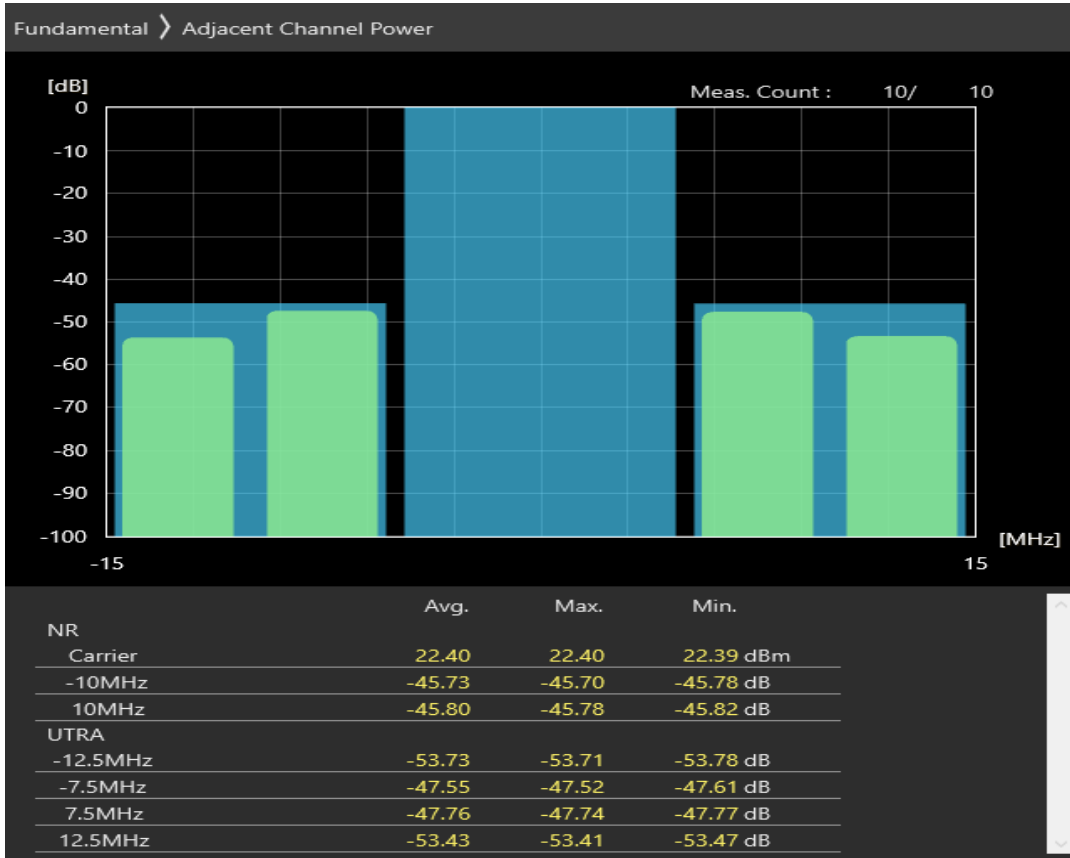 Fundamental 〉 Adjacent Channel Power
[dB]
Meas. Count : 10/ 10
0
-10
-20
-30
-40
-50
-60
-70
-80
-90
-100
[MHz]
-15 15
Avg. Max. Min.
NR
Carrier 22.40 22.40 22.39 dBm
-10MHz -45.73 -45.70 -45.78 dB
10MHz -45.80 -45.78 -45.82 dB
UTRA
-12.5MHz -53.73 -53.71 -53.78 dB
-7.5MHz -47.55 -47.52 -47.61 dB
7.5MHz -47.76 -47.74 -47.77 dB
12.5MHz -53.43 -53.41 -53.47 dB